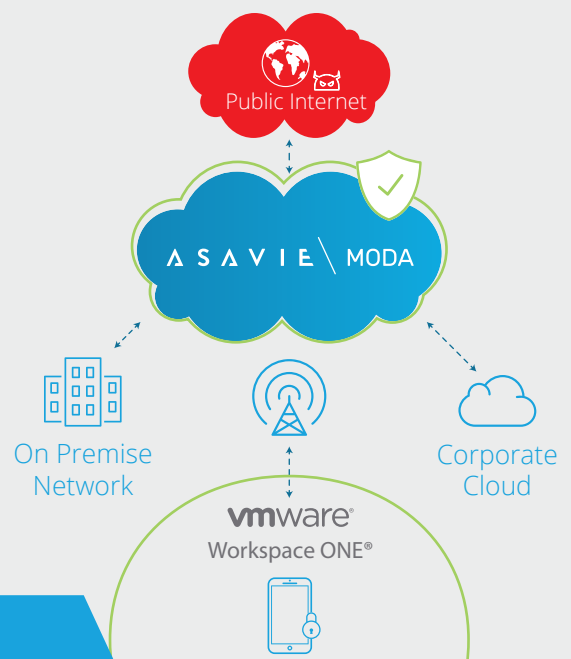 Public Internet
ASAVIE\MODA
On Premise
Network
Corporate
Cloud
vmware®
Workspace ONE®